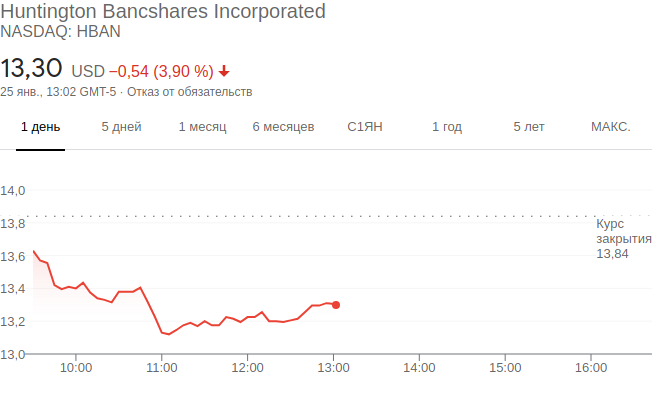 Huntington Bancshares Incorporated
NASDAQ: HBAN
13,30 USD −0,54 (3,90 %)
25 янв., 13:02 GMT-5 · Отказ от обязательств
1 день 5 дней 1 месяц 6 месяцев С1ЯН 1 год 5 лет МАКС.
14,0
13,8
13,6
13,4
13,2
13,0
Курс
закрытия
13,84
10:00 11:00 12:00 13:00 14:00 15:00 16:00